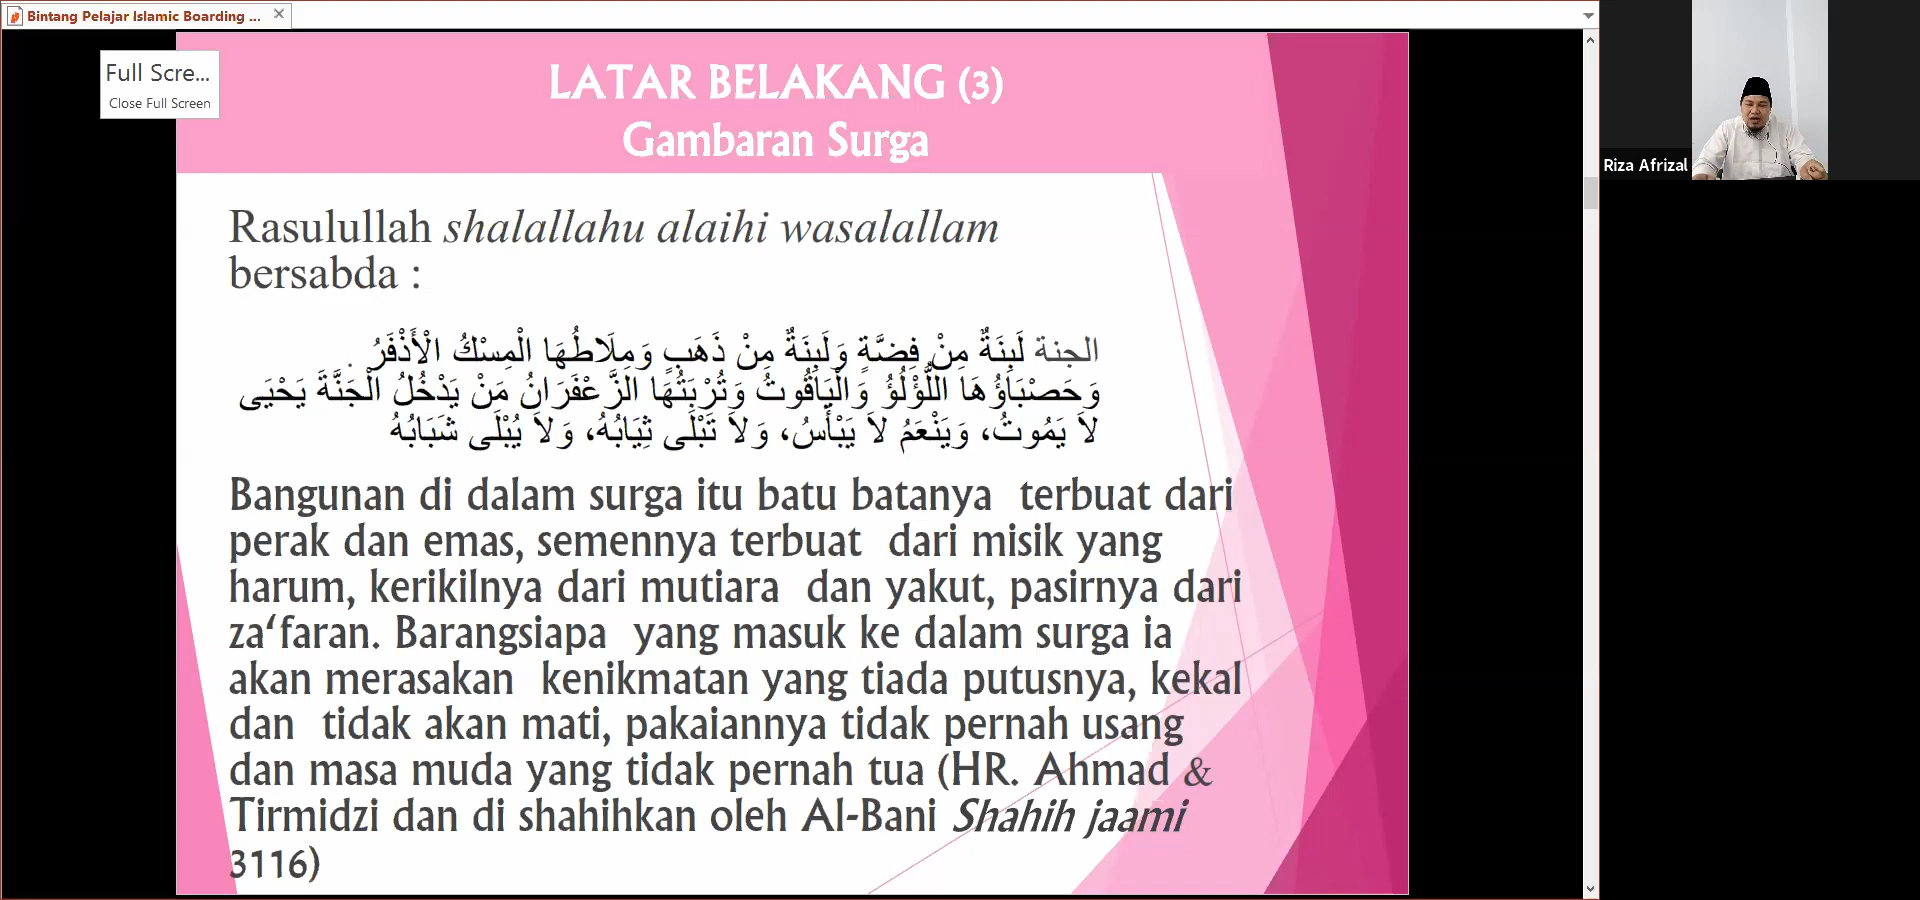 Bintang Pelajar Islamic Boarding ...
Full Scre...
Close Full Screen
LATAR BELAKANG (3)
Gambaran Surga
Riza Afrizal
Rasulullah shalallahu alaihi wasalallam
bersabda :
الجنة لَبِنَةٌ مِنْ فِضَّةٍ وَلَبِنَةٌ مِنْ ذَهَبٍ وَمِلَاطُهَا الْمِسْكُ الْأَذْفَرُ
وَحَصْبَاؤُهَا اللُّؤْلُؤُ وَالْيَاقُوتُ وَتُرْبَتُهَا الزَّعْفَرَانُ مَنْ يَدْخُلُ الْجَنَّةَ يَحْيَى
لاَ يَمُوتُ، وَيَنْعَمُ لاَ يَبْأَسُ، وَلاَ تَبْلَى ثِيَابُهُ، وَلاَ يُبْلَى شَبَابُهُ
Bangunan di dalam surga itu batu batanya terbuat dari
perak dan emas, semennya terbuat dari misik yang
harum, kerikilnya dari mutiara dan yakut, pasirnya dari
za‘faran. Barangsiapa yang masuk ke dalam surga ia
akan merasakan kenikmatan yang tiada putusnya, kekal
dan tidak akan mati, pakaiannya tidak pernah usang
dan masa muda yang tidak pernah tua (HR. Ahmad &
Tirmidzi dan di shahihkan oleh Al-Bani Shahih jaami
3116)